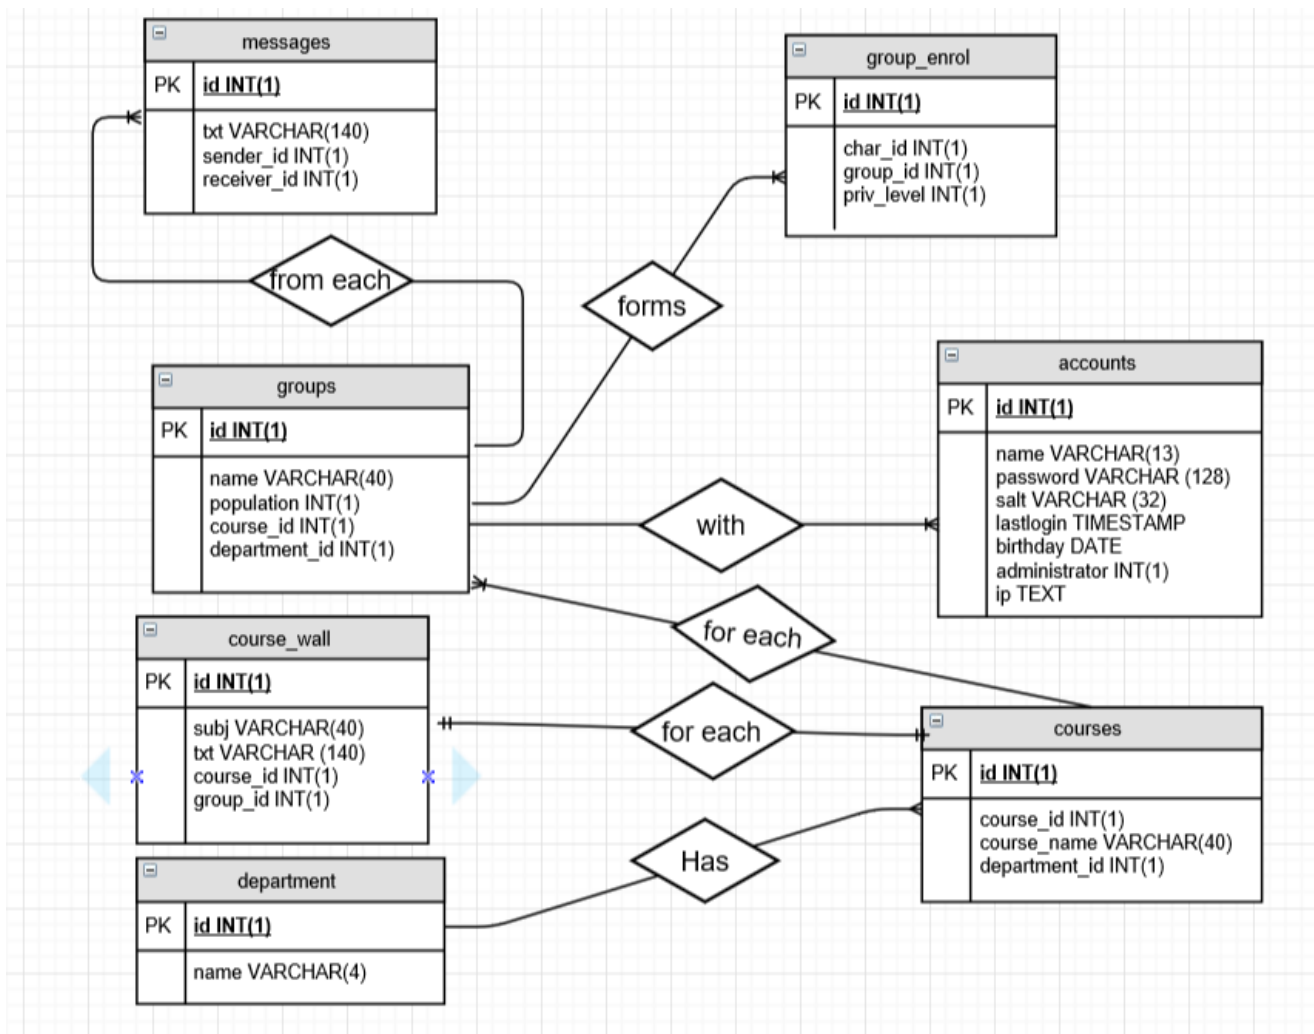 messages
PK
id INT(1)
txt VARCHAR(140)
sender_id INT(1)
receiver_id INT(1)
group_enrol
PK
id INT(1)
char_id INT(1)
group_id INT(1)
priv_level INT(1)
from each
forms
groups
PK
id INT(1)
name VARCHAR(40)
population INT(1)
course_id INT(1)
department_id INT(1)
with
accounts
PK
id INT(1)
name VARCHAR(13)
password VARCHAR (128)
salt VARCHAR (32)
lastlogin TIMESTAMP
birthday DATE
administrator INT(1)
ip TEXT
for each
course_wall
PK
id INT(1)
subj VARCHAR(40)
txt VARCHAR (140)
course_id INT(1)
group_id INT(1)
for each
courses
PK
id INT(1)
course_id INT(1)
course_name VARCHAR(40)
department_id INT(1)
Has
department
PK
id INT(1)
name VARCHAR(4)